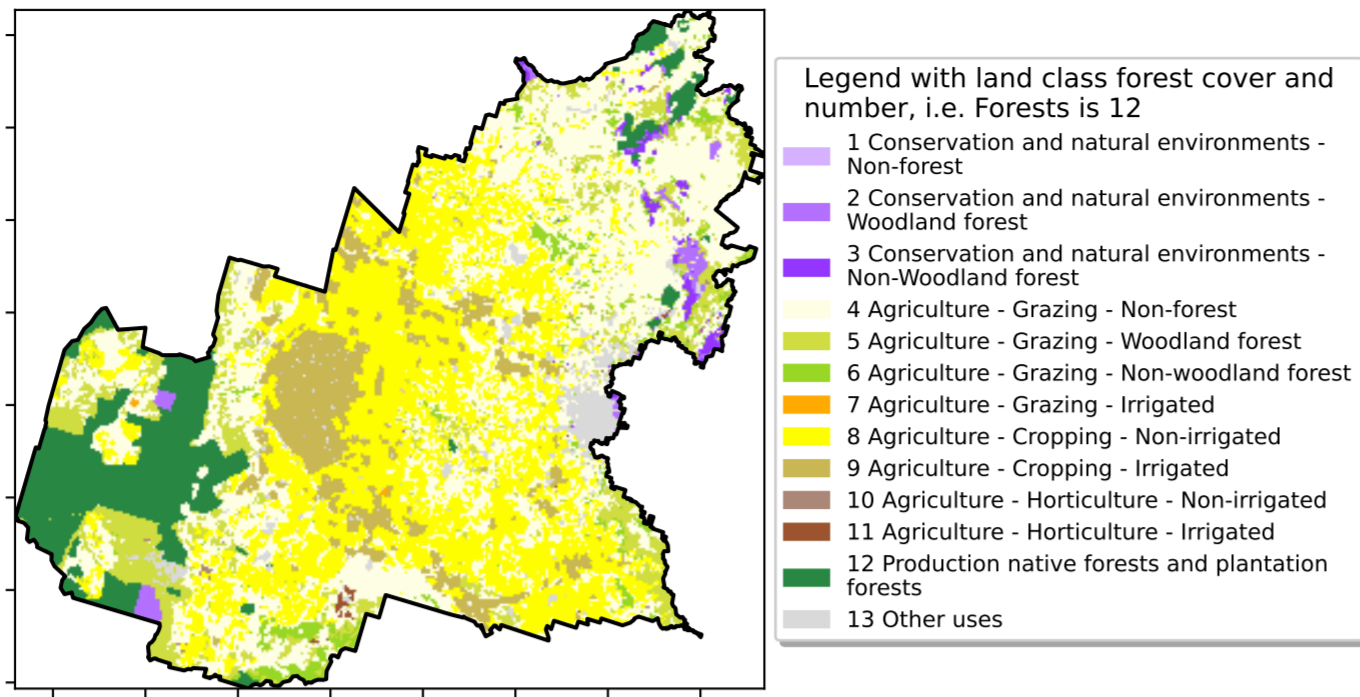 Legend with land class forest cover and
number, i.e. Forests is 12
1 Conservation and natural environments -
Non-forest
2 Conservation and natural environments -
Woodland forest
3 Conservation and natural environments -
Non-Woodland forest
4 Agriculture - Grazing - Non-forest
5 Agriculture - Grazing - Woodland forest
6 Agriculture - Grazing - Non-woodland forest
7 Agriculture - Grazing - Irrigated
8 Agriculture - Cropping - Non-irrigated
9 Agriculture - Cropping - Irrigated
10 Agriculture - Horticulture - Non-irrigated
11 Agriculture - Horticulture - Irrigated
12 Production native forests and plantation
forests
13 Other uses